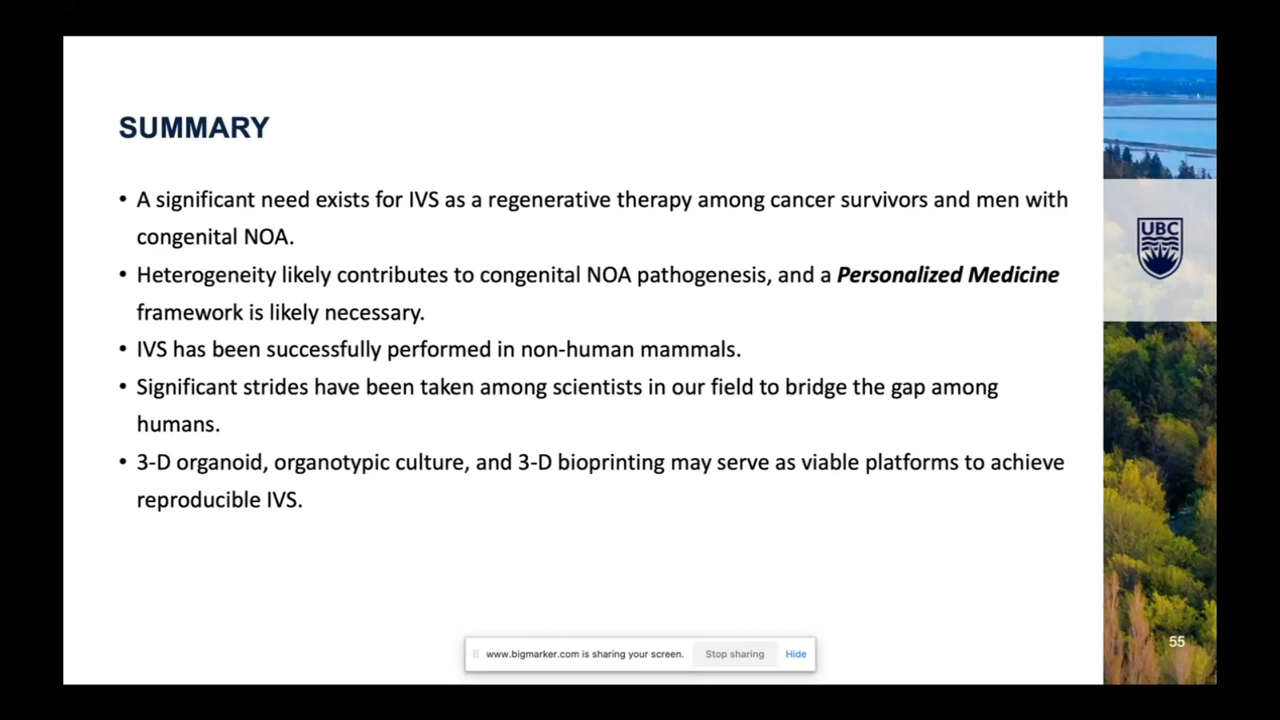 SUMMARY
• A significant need exists for IVS as a regenerative therapy among cancer survivors and men with
congenital NOA.
• Heterogeneity likely contributes to congenital NOA pathogenesis, and a Personalized Medicine
framework is likely necessary.
• IVS has been successfully performed in non-human mammals.
• Significant strides have been taken among scientists in our field to bridge the gap among
humans.
• 3-D organoid, organotypic culture, and 3-D bioprinting may serve as viable platforms to achieve
reproducible IVS.
UBC
55
www.bigmarker.com is sharing your screen. Stop sharing Hide